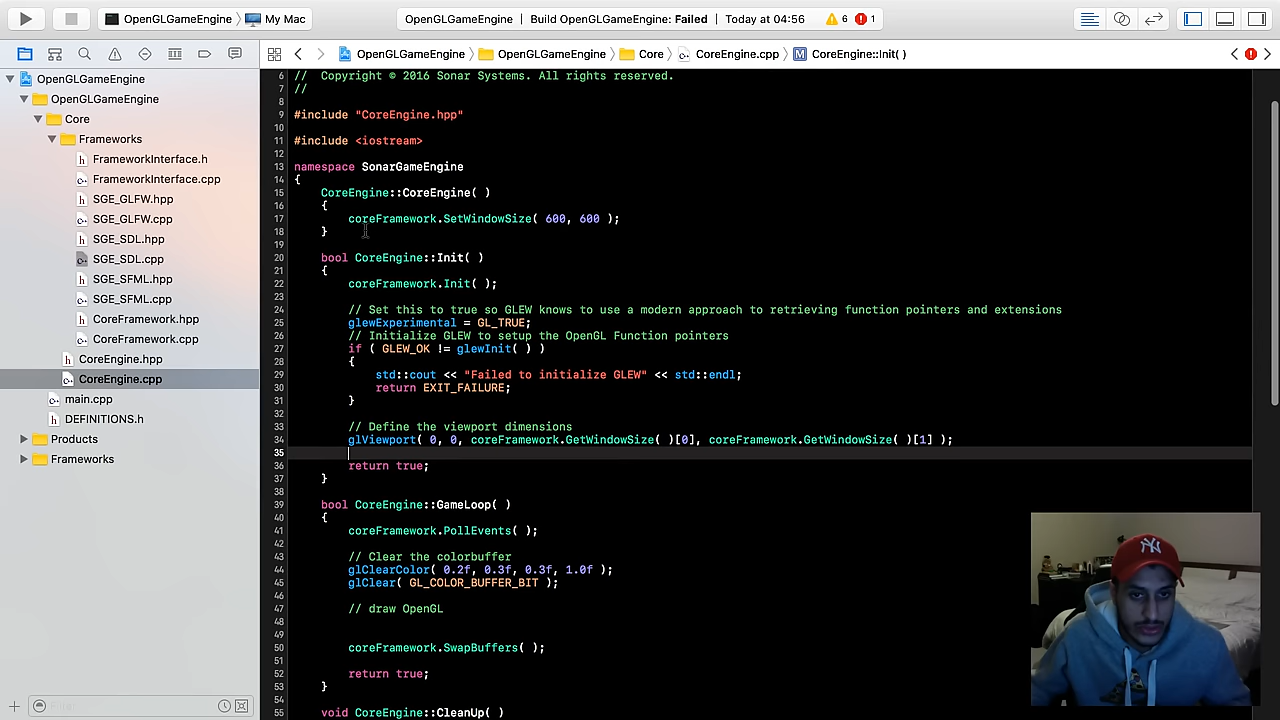 OpenGLGameEngine
My Mac
OpenGLGameEngine | Build OpenGLGameEngine: Failed | Today at 04:56
6
1
OpenGLGameEngine
OpenGLGameEngine
Core
CoreEngine.cpp
M CoreEngine::Init( )
OpenGLGameEngine
OpenGLGameEngine
Core
Frameworks
h FrameworkInterface.h
c+ FrameworkInterface.cpp
h SGE_GLFW.hpp
c+ SGE_GLFW.cpp
h SGE_SDL.hpp
c+ SGE_SDL.cpp
h SGE_SFML.hpp
c+ SGE_SFML.cpp
h CoreFramework.hpp
c+ CoreFramework.cpp
h CoreEngine.hpp
c+ CoreEngine.cpp
c+ main.cpp
h DEFINITIONS.h
Products
Frameworks
6 //  Copyright © 2016 Sonar Systems. All rights reserved.
7 //
8
9 #include "CoreEngine.hpp"
10
11 #include <iostream>
12
13 namespace SonarGameEngine
14 {
15     CoreEngine::CoreEngine( )
16     {
17         coreFramework.SetWindowSize( 600, 600 );
18     }
19
20     bool CoreEngine::Init( )
21     {
22         coreFramework.Init( );
23
24         // Set this to true so GLEW knows to use a modern approach to retrieving function pointers and extensions
25         glewExperimental = GL_TRUE;
26         // Initialize GLEW to setup the OpenGL Function pointers
27         if ( GLEW_OK != glewInit( ) )
28         {
29             std::cout << "Failed to initialize GLEW" << std::endl;
30             return EXIT_FAILURE;
31         }
32
33         // Define the viewport dimensions
34         glViewport( 0, 0, coreFramework.GetWindowSize( )[0], coreFramework.GetWindowSize( )[1] );
35
36         return true;
37     }
38
39     bool CoreEngine::GameLoop( )
40     {
41         coreFramework.PollEvents( );
42
43         // Clear the colorbuffer
44         glClearColor( 0.2f, 0.3f, 0.3f, 1.0f );
45         glClear( GL_COLOR_BUFFER_BIT );
46
47         // draw OpenGL
48
49
50         coreFramework.SwapBuffers( );
51
52         return true;
53     }
54
55     void CoreEngine::CleanUp( )